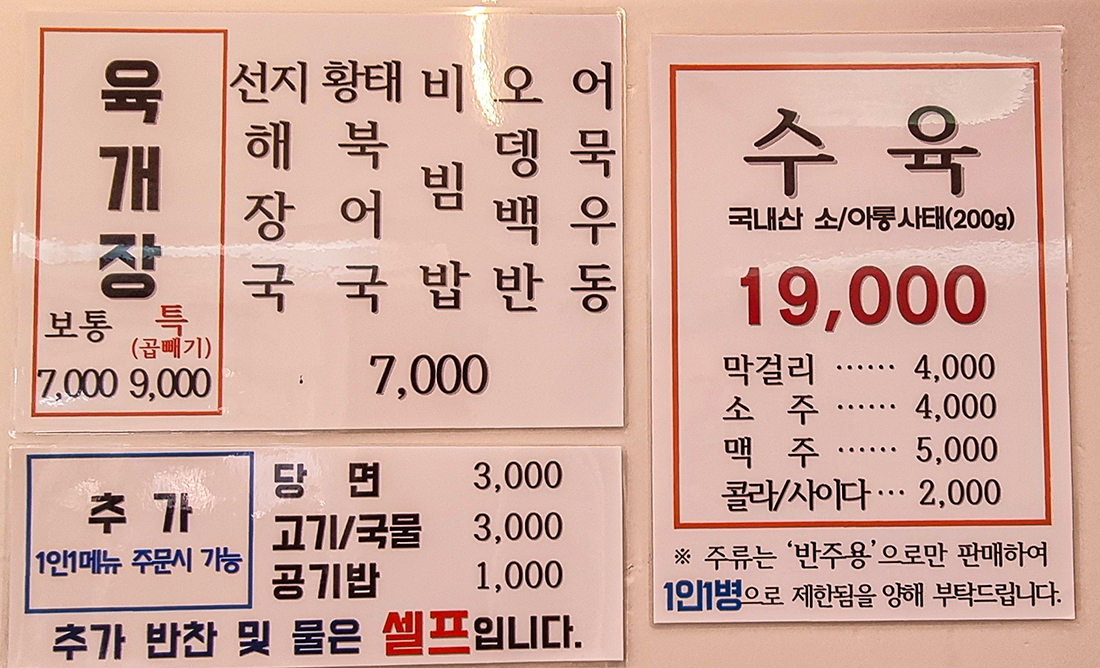 육개장
보통 특
(곱빼기)
7,000 9,000
선지해장국
황태북어국
비빔밥
오뎅백반
어묵우동
7,000
추 가
1인1메뉴 주문시 가능
당 면 3,000
고기/국물 3,000
공기밥 1,000
추가 반찬 및 물은 셀프입니다.
수 육
국내산 소/아롱사태(200g)
19,000
막걸리 ⋯⋯ 4,000
소 주 ⋯⋯ 4,000
맥 주 ⋯⋯ 5,000
콜라/사이다 ⋯ 2,000
※ 주류는 ‘반주용’으로만 판매하여
1인1병으로 제한됨을 양해 부탁드립니다.